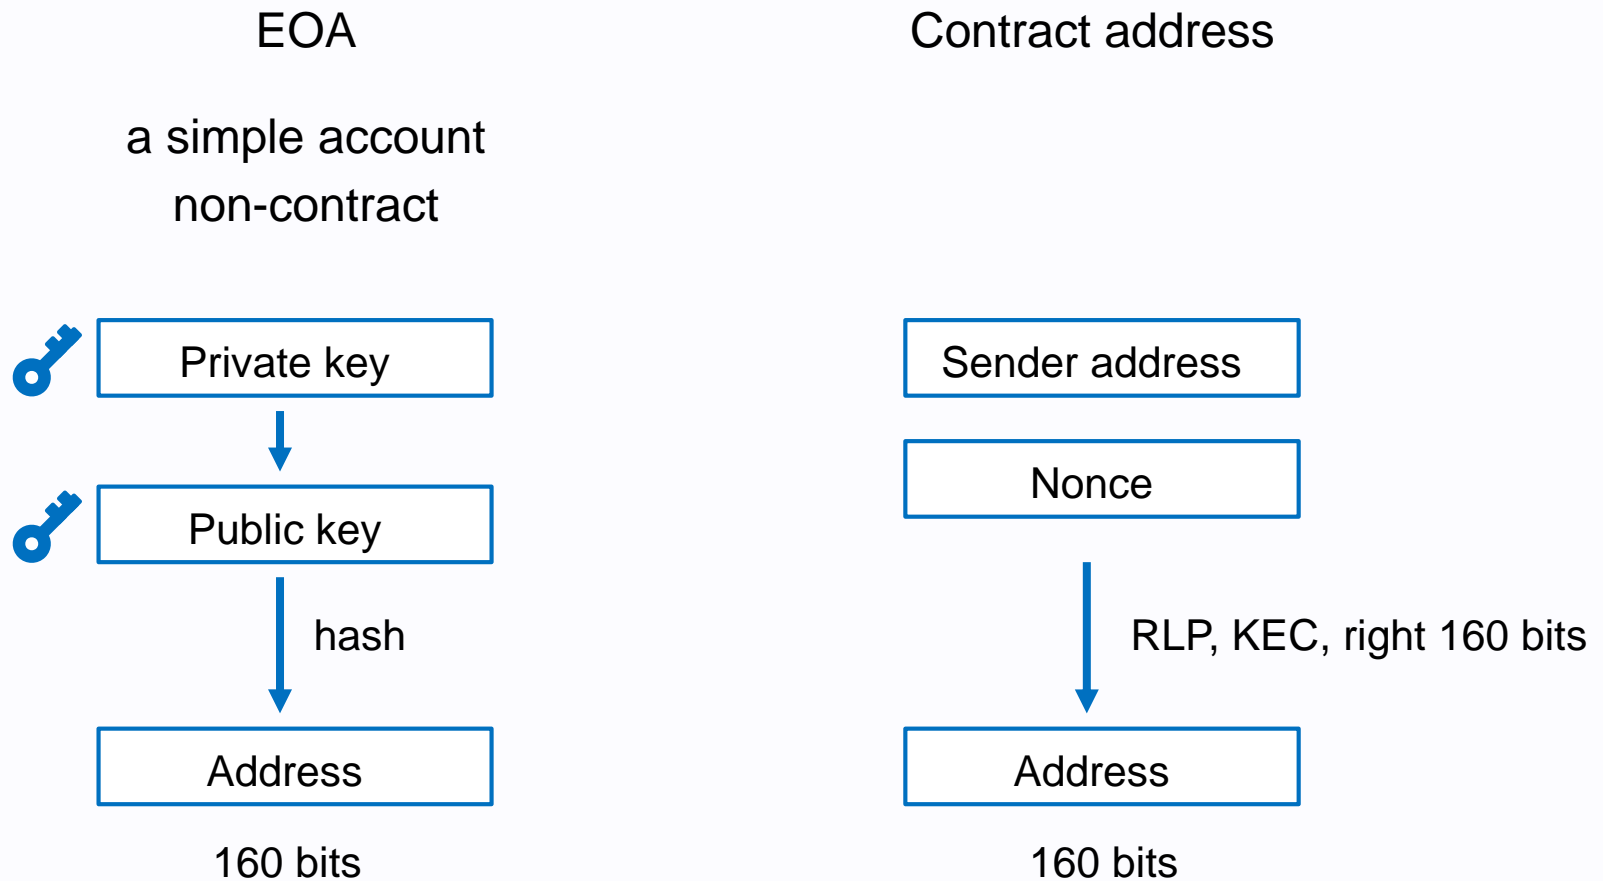 EOA
a simple account
non-contract
Private key
Public key
hash
Address
160 bits
Contract address
Sender address
Nonce
RLP, KEC, right 160 bits
Address
160 bits